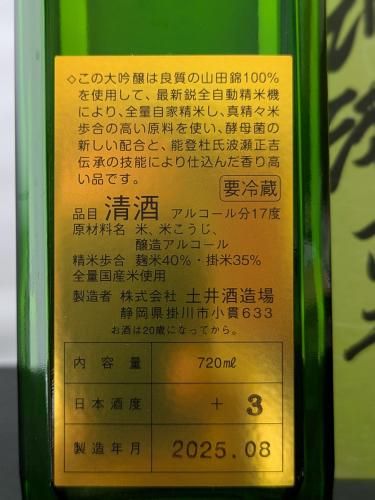 ◇この大吟醸は良質の山田錦100%
を使用して、最新鋭全自動精米機
により、全量自家精米し、真精々米
歩合の高い原料を使い、酵母菌の
新しい配合と、能登杜氏波瀬正吉
伝承の技能により仕込んだ香り高
い品です。
要冷蔵
品目 清酒 アルコール分17度
原材料名 米、米こうじ、
醸造アルコール
精米歩合 麹米40%・掛米35%
全量国産米使用
製造者 株式会社 土井酒造場
静岡県掛川市小貫633
お酒は20歳になってから。
内容量 720㎖
日本酒度 + 3
製造年月 2025.08